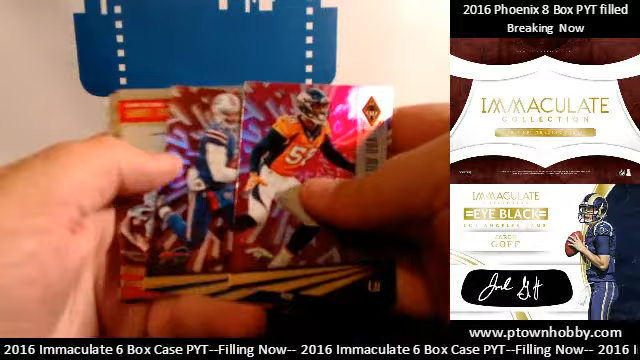 2016 Phoenix 8 Box PYT filled
Breaking Now
IMMACULATE
COLLECTION
IMMACULATE
EYE BLACK
LOS ANGELES RAMS
JARED
GOFF
www.ptownhobby.com
2016 Immaculate 6 Box Case PYT--Filling Now-- 2016 Immaculate 6 Box Case PYT--Filling Now-- 2016 I